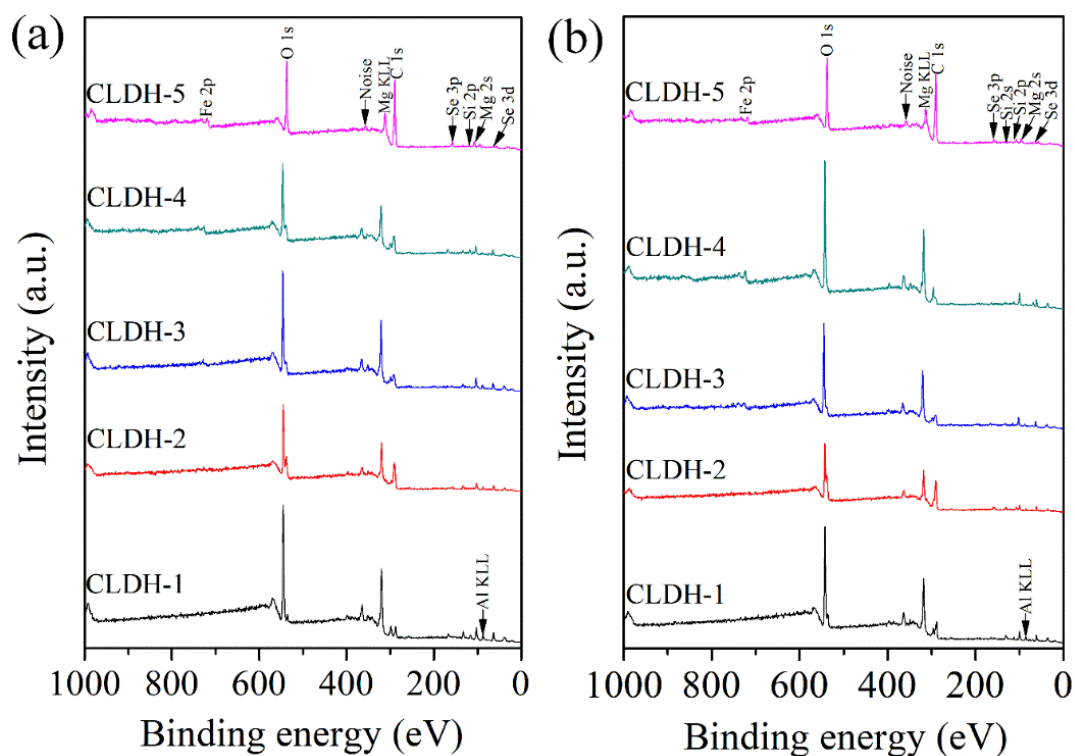 (a)
Intensity (a.u.)
CLDH-5
CLDH-4
CLDH-3
CLDH-2
CLDH-1
Fe 2p
O 1s
Noise
Mg KLL
C 1s
Se 3p
Si 2p
Mg 2s
Se 3d
Al KLL
1000 800 600 400 200 0
Binding energy (eV)
(b)
Intensity (a.u.)
CLDH-5
CLDH-4
CLDH-3
CLDH-2
CLDH-1
Fe 2p
O 1s
Noise
Mg KLL
C 1s
Se 3p
Si 2s
Si 2p
Mg 2s
Se 3d
Al KLL
1000 800 600 400 200 0
Binding energy (eV)